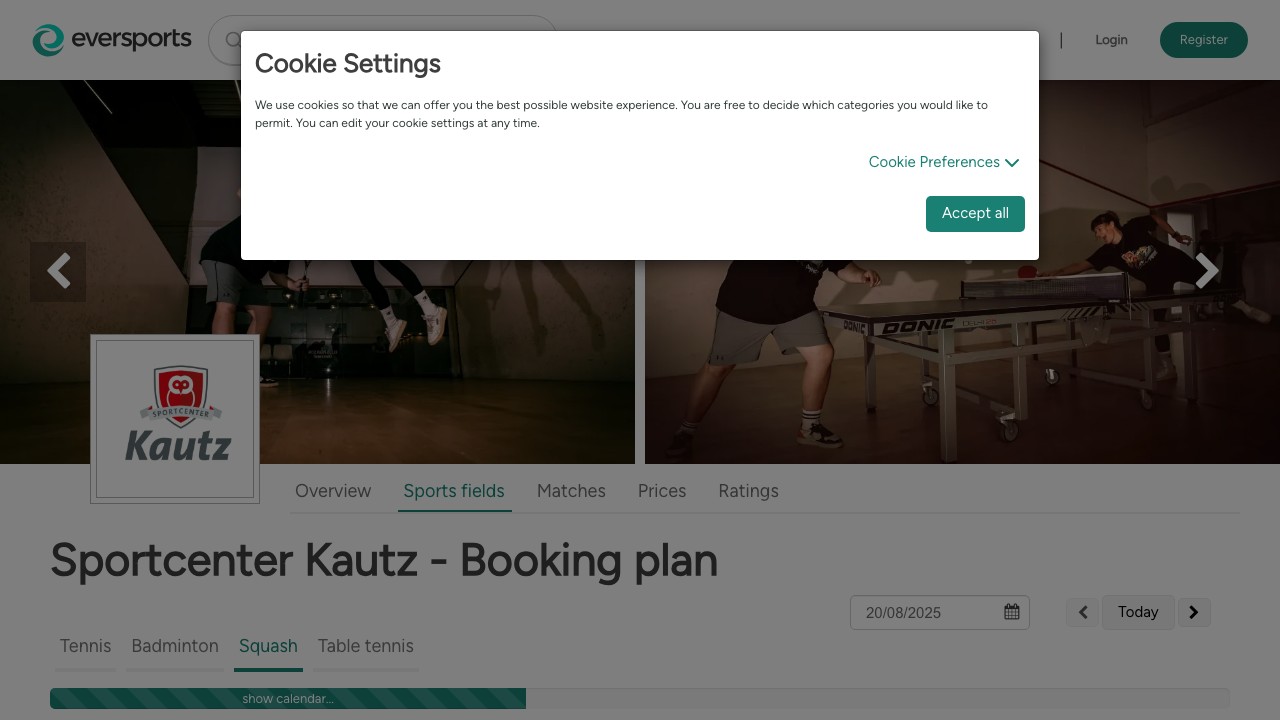 eversports
|
Login
Register
Cookie Settings
We use cookies so that we can offer you the best possible website experience. You are free to decide which categories you would like to
permit. You can edit your cookie settings at any time.
Cookie Preferences
Accept all
DONIC
DONIC
SPORTCENTER
Kautz
Overview
Sports fields
Matches
Prices
Ratings
Sportcenter Kautz - Booking plan
20/08/2025
Today
Tennis
Badminton
Squash
Table tennis
show calendar...